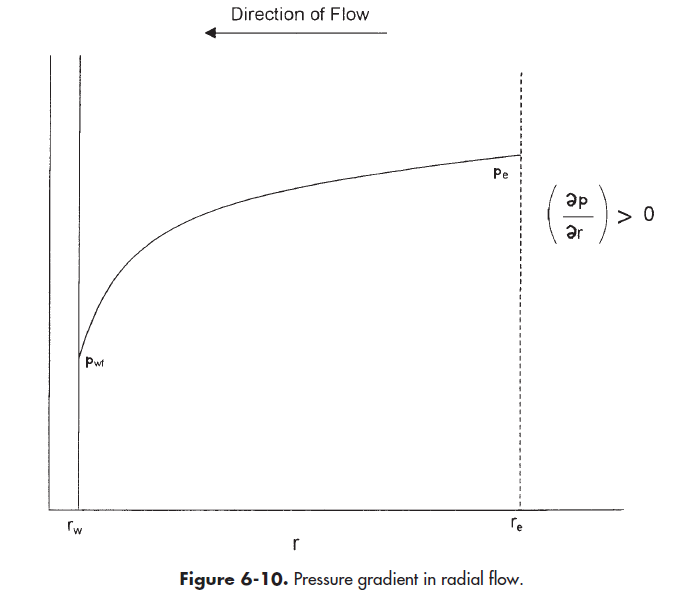 Direction of Flow
Pe
(∂p/∂r) > 0
Pwf
rw
re
r
Figure 6-10. Pressure gradient in radial flow.